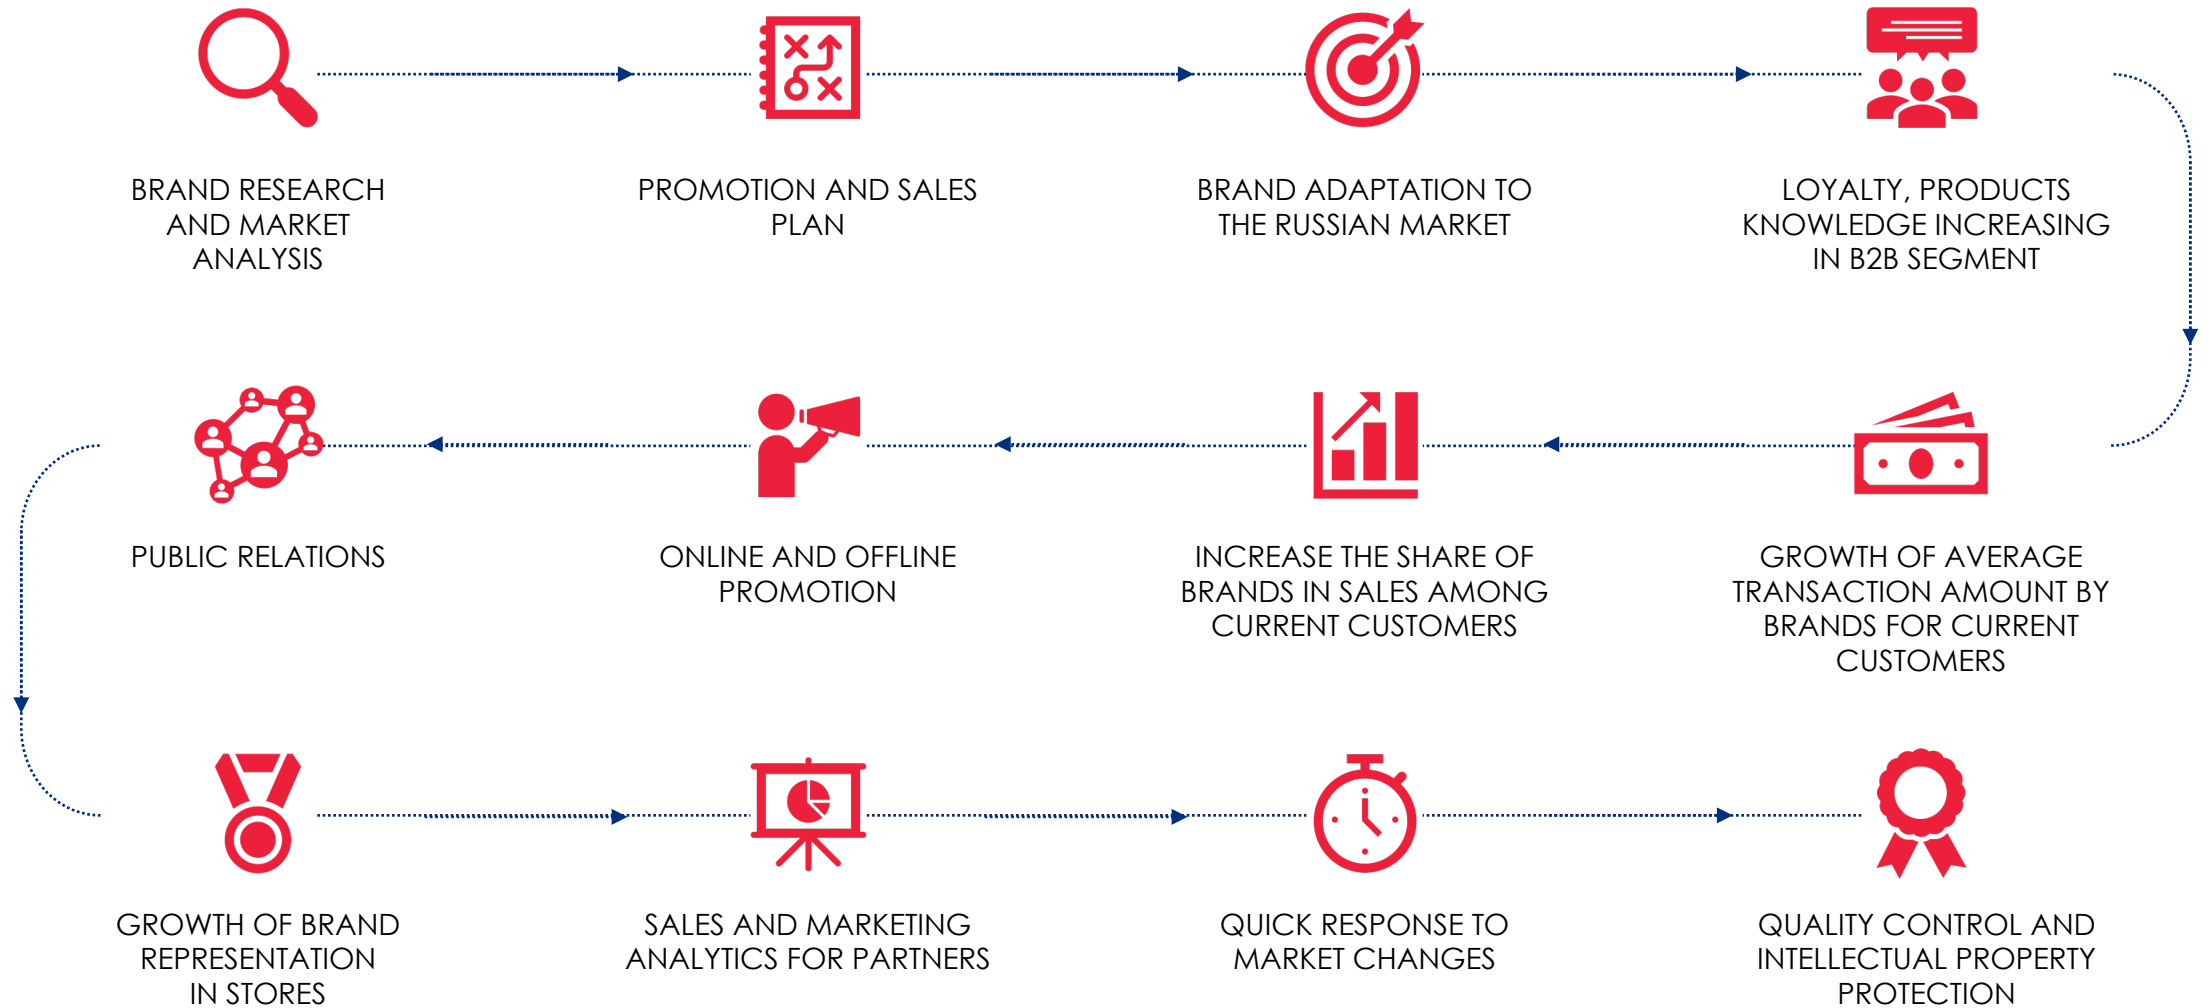 BRAND RESEARCH
AND MARKET
ANALYSIS
PROMOTION AND SALES
PLAN
BRAND ADAPTATION TO
THE RUSSIAN MARKET
LOYALTY, PRODUCTS
KNOWLEDGE INCREASING
IN B2B SEGMENT
GROWTH OF AVERAGE
TRANSACTION AMOUNT BY
BRANDS FOR CURRENT
CUSTOMERS
INCREASE THE SHARE OF
BRANDS IN SALES AMONG
CURRENT CUSTOMERS
ONLINE AND OFFLINE
PROMOTION
PUBLIC RELATIONS
GROWTH OF BRAND
REPRESENTATION
IN STORES
SALES AND MARKETING
ANALYTICS FOR PARTNERS
QUICK RESPONSE TO
MARKET CHANGES
QUALITY CONTROL AND
INTELLECTUAL PROPERTY
PROTECTION